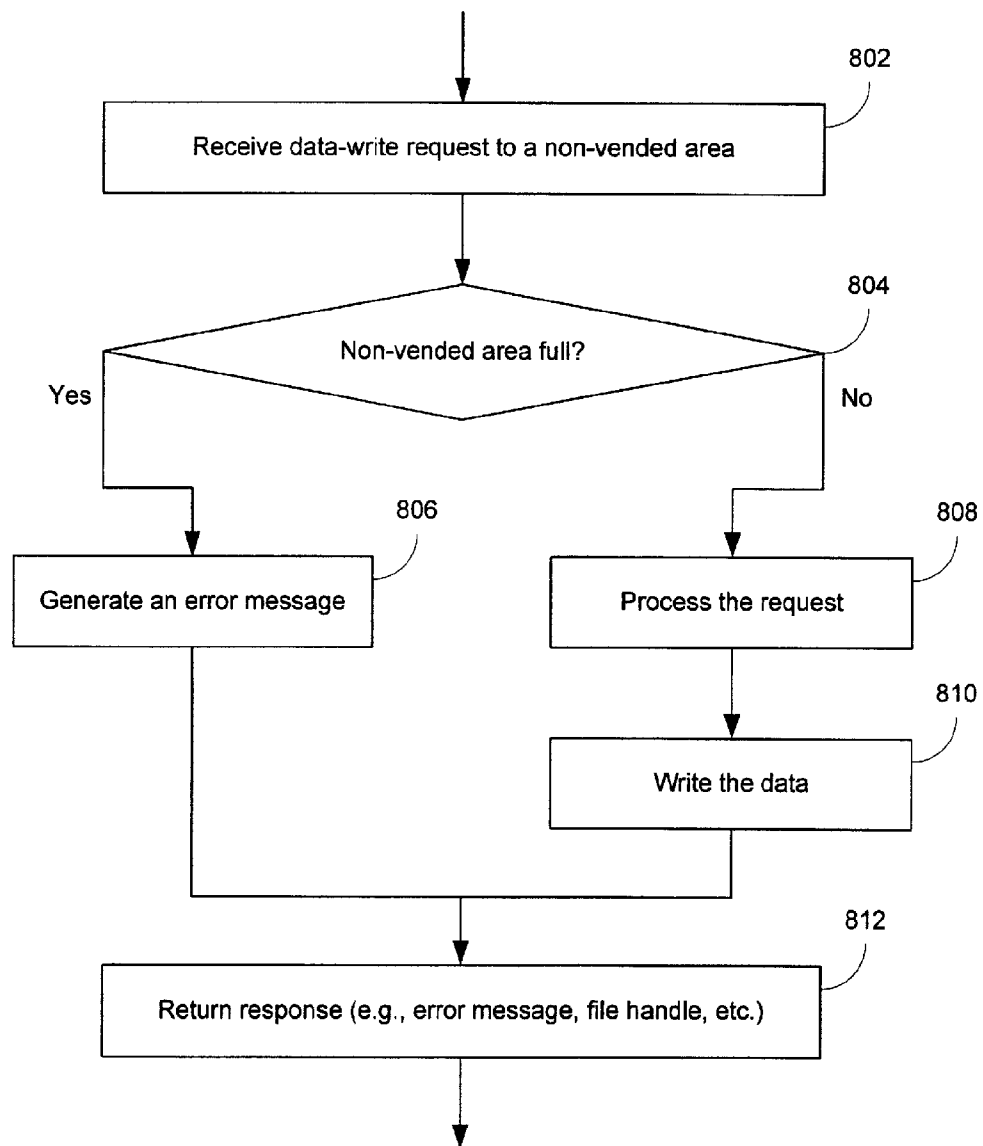 802
Receive data-write request to a non-vended area
804
Non-vended area full?
Yes
No
806
808
Generate an error message
Process the request
810
Write the data
812
Return response (e.g., error message, file handle, etc.)